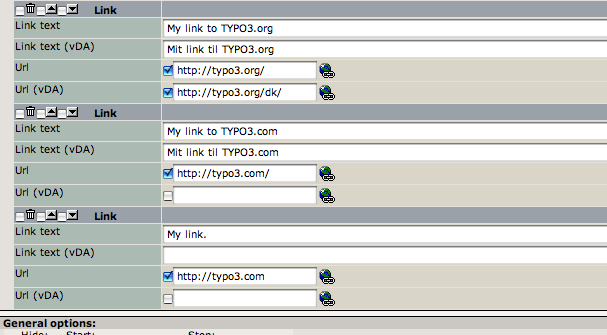 Link
Link text My link to TYPO3.org
Link text (vDA) Mit link til TYPO3.org
Url http://typo3.org/
Url (vDA) http://typo3.org/dk/
Link
Link text My link to TYPO3.com
Link text (vDA) Mit link til TYPO3.com
Url http://typo3.com/
Url (vDA)
Link
Link text My link.
Link text (vDA)
Url http://typo3.com
Url (vDA)
General options:
Hide: Start: Stop: